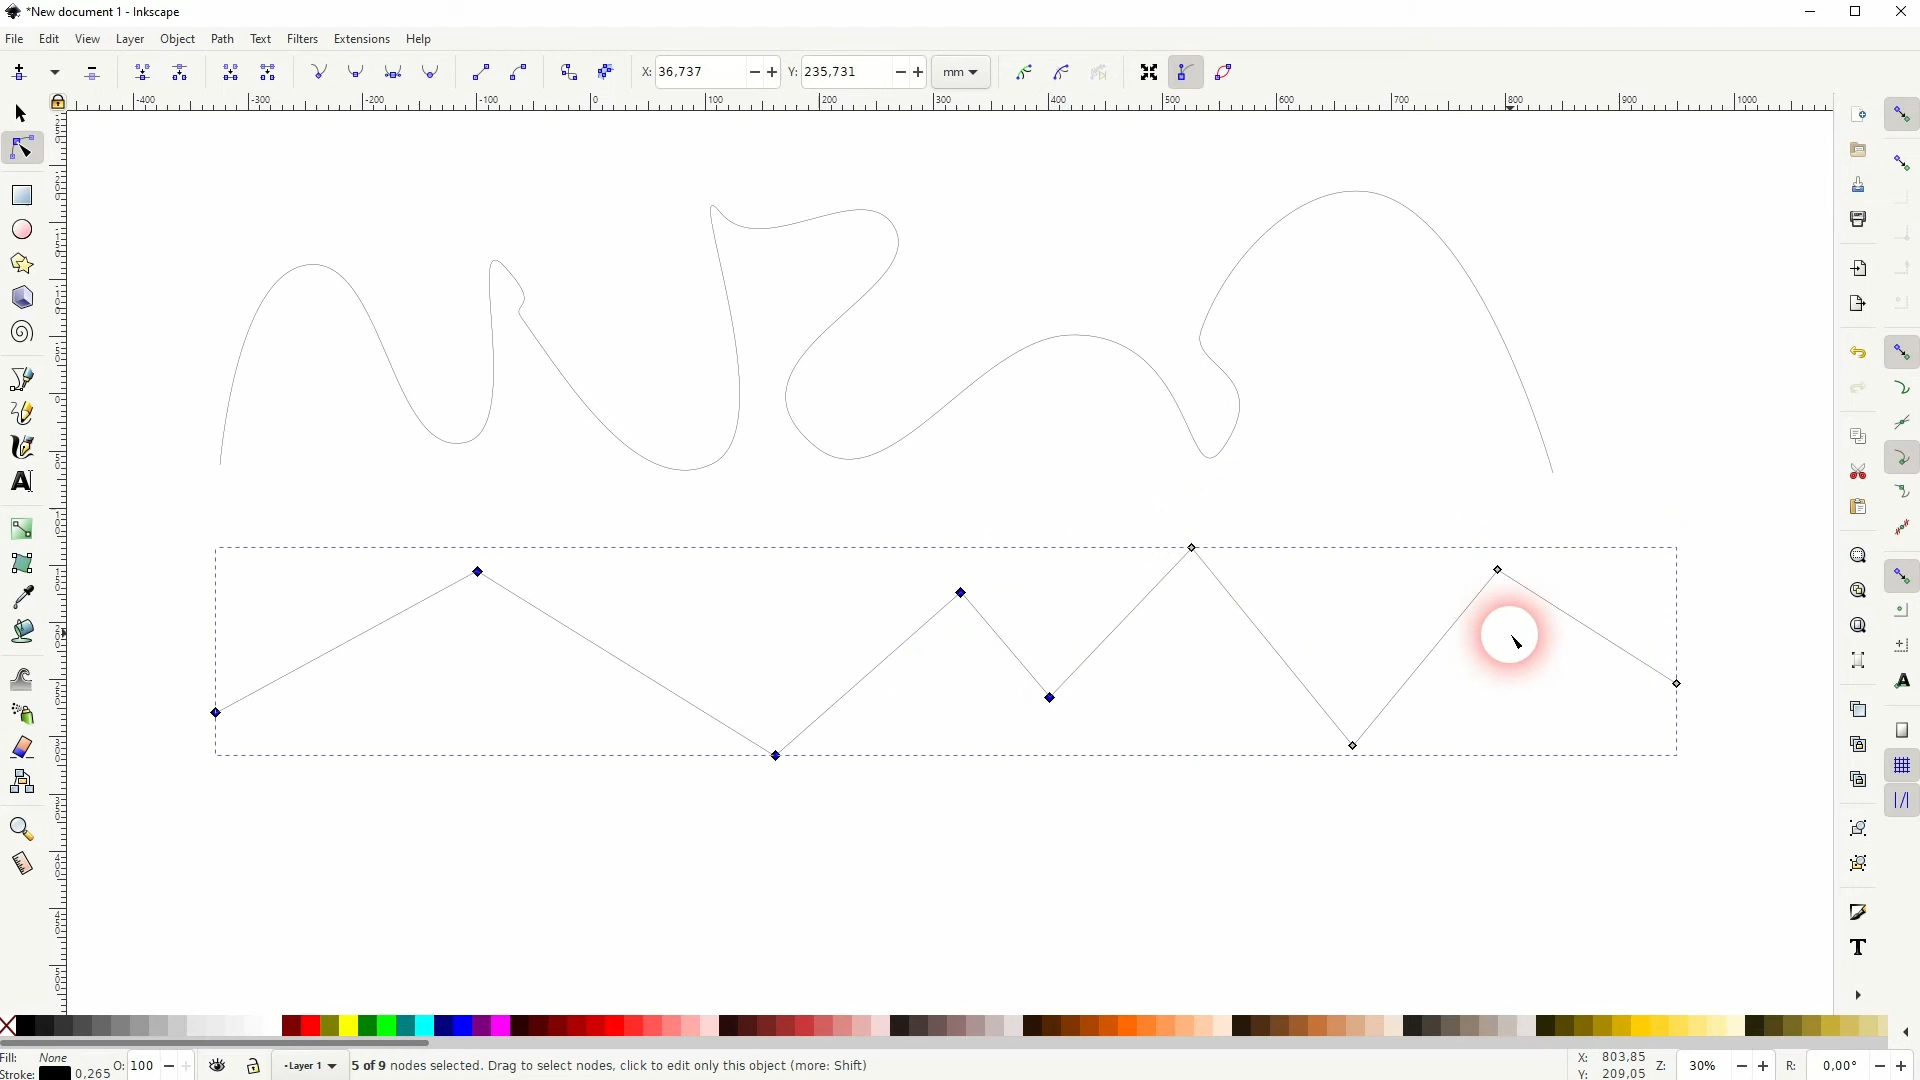 *New document 1 - Inkscape
File Edit View Layer Object Path Text Filters Extensions Help
X: 36,737 Y: 235,731 mm
-400 -300 -200 -100 0 100 200 300 400 500 600 700 800 900 1000
Fill: None O: 100 Layer 1 5 of 9 nodes selected. Drag to select nodes, click to edit only this object (more: Shift) X: 803,85 Z: 30% R: 0,00°
Stroke: 0,265 Y: 209,05